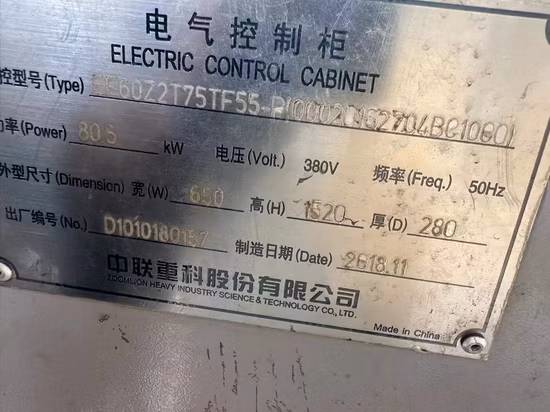 电气控制柜
ELECTRIC CONTROL CABINET
控型号(Type) 60Z2T75TF55-R(00020162704BC1080)
功率(Power) 80.5 kW 电压(Volt.) 380V 频率(Freq.) 50Hz
外型尺寸(Dimension) 宽(W) 650 高(H) 1520 厚(D) 280
出厂编号(No.) D1010180157 制造日期(Date) 2018.11
中联重科股份有限公司
ZOOMLION HEAVY INDUSTRY SCIENCE & TECHNOLOGY CO., LTD.
Made in China